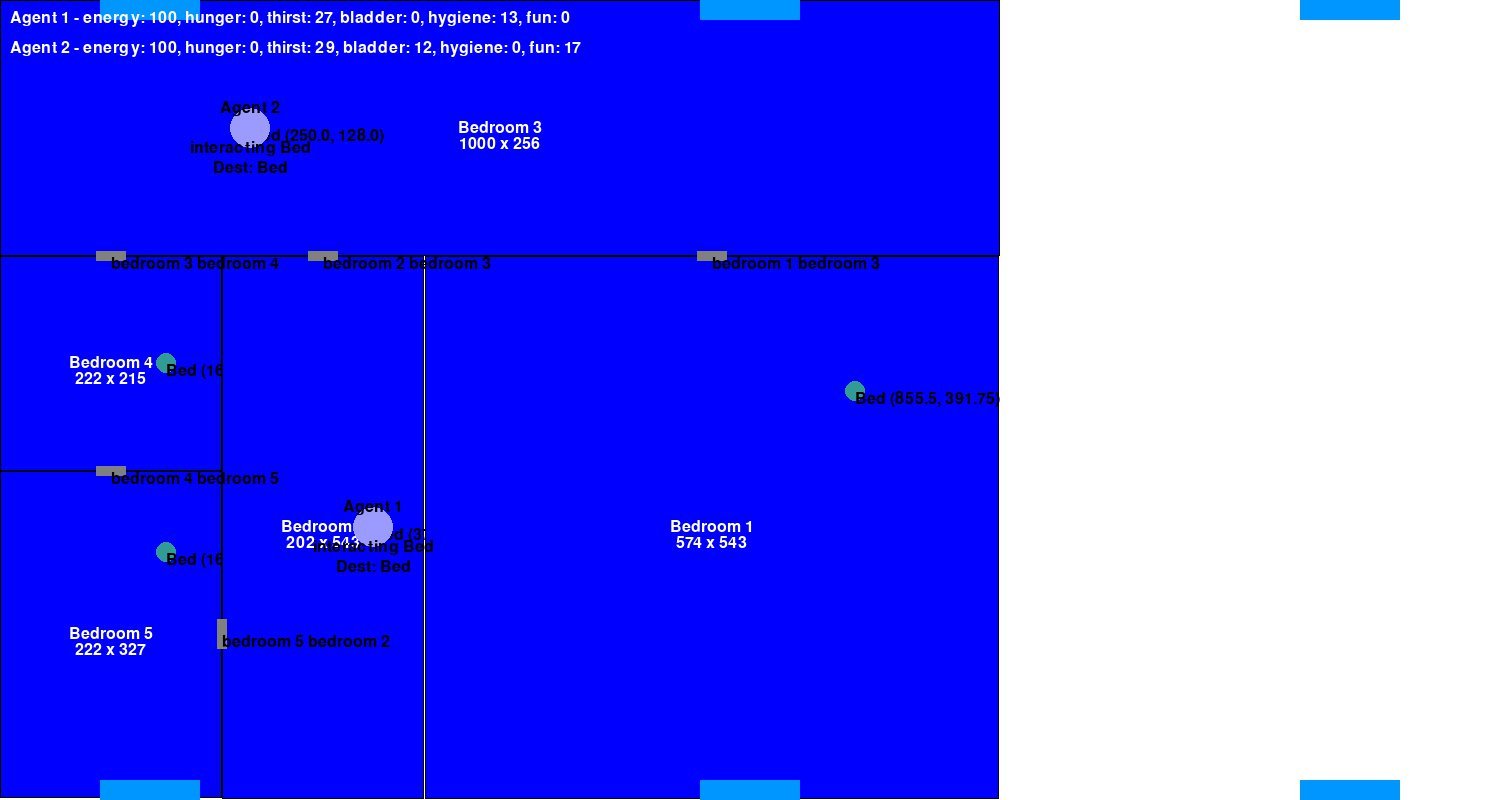 Agent 1 - energy: 100, hunger: 0, thirst: 27, bladder: 0, hygiene: 13, fun: 0
Agent 2 - energy: 100, hunger: 0, thirst: 29, bladder: 12, hygiene: 0, fun: 17
Agent 2
(250.0, 128.0)
interacting Bed
Dest: Bed
Bedroom 3
1000 x 256
bedroom 3 bedroom 4
bedroom 2 bedroom 3
bedroom 1 bedroom 3
Bedroom 4
222 x 215
Bed (16
Bed (855.5, 391.75)
bedroom 4 bedroom 5
Agent 1
Bedroom
202 x 543
interacting Bed
Dest: Bed
Bedroom 1
574 x 543
Bed (16
Bedroom 5
222 x 327
bedroom 5 bedroom 2